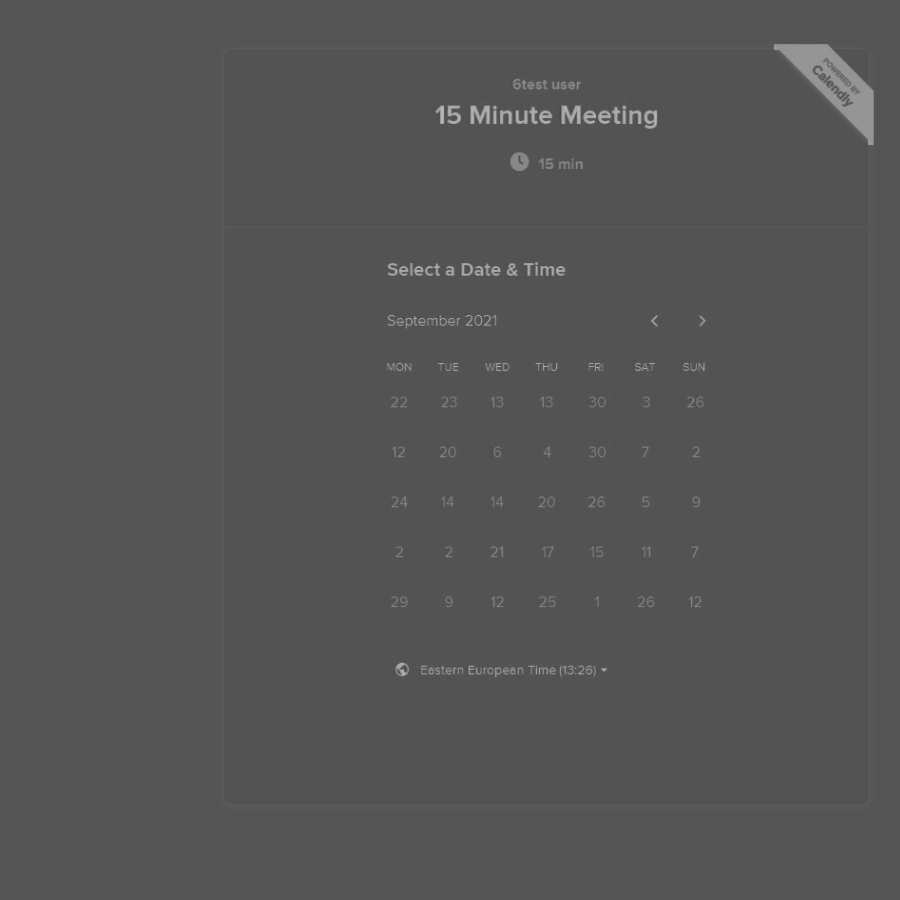 POWERED BY
Calendly
6test user
15 Minute Meeting
15 min
Select a Date & Time
September 2021
MON TUE WED THU FRI SAT SUN
22 23 13 13 30 3 26
12 20 6 4 30 7 2
24 14 14 20 26 5 9
2 2 21 17 15 11 7
29 9 12 25 1 26 12
Eastern European Time (13:26)